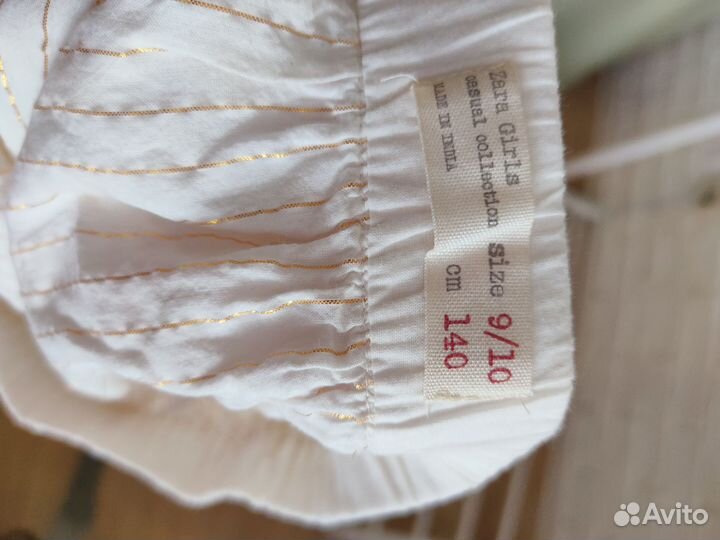 Zara Girls
casual collection
MADE IN INDIA
size 9/10
cm 140
Avito